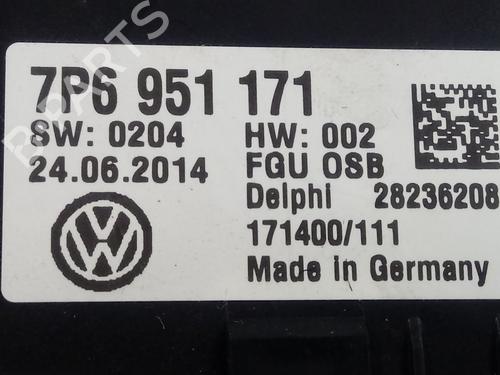 7P6 951 171
SW: 0204 HW: 002
24.06.2014 FGU OSB
Delphi 28236208
171400/111
Made in Germany
PARTS